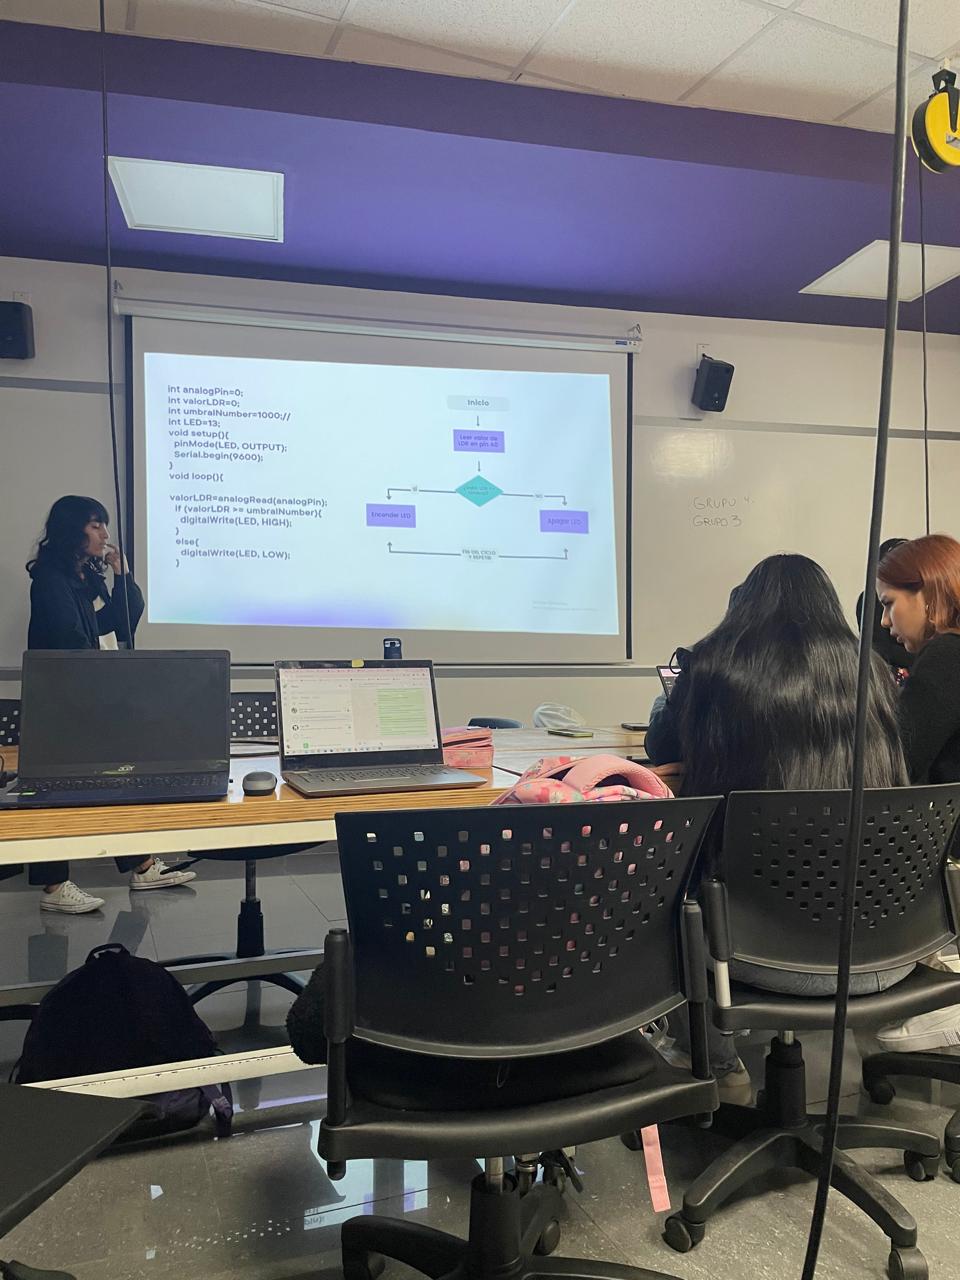 int analogPin=0;
int valorLDR=0;
int umbralNumber=1000;//
int LED=13;
void setup(){
pinMode(LED, OUTPUT);
Serial.begin(9600);
}
void loop(){
valorLDR=analogRead(analogPin);
if (valorLDR >= umbralNumber){
digitalWrite(LED, HIGH);
}
else{
digitalWrite(LED, LOW);
}
Inicio
Leer valor de
LDR en pin A0
NO
Encender LED
Apagar LED
FIN DEL CICLO
Y REPETIR
GRUPO 4.
GRUPO 3
acer